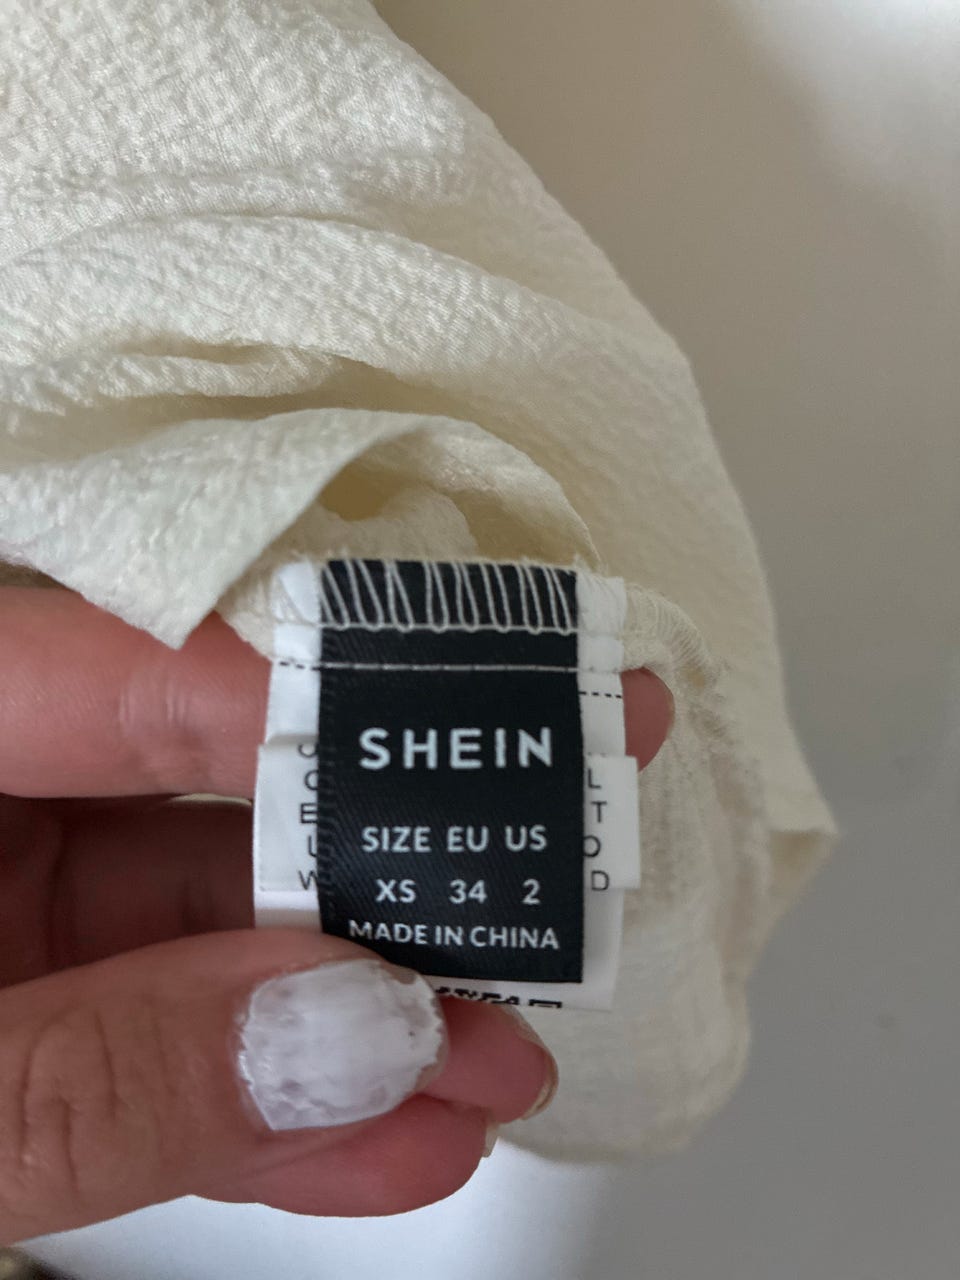 SHEIN
SIZE EU US
XS 34 2
MADE IN CHINA